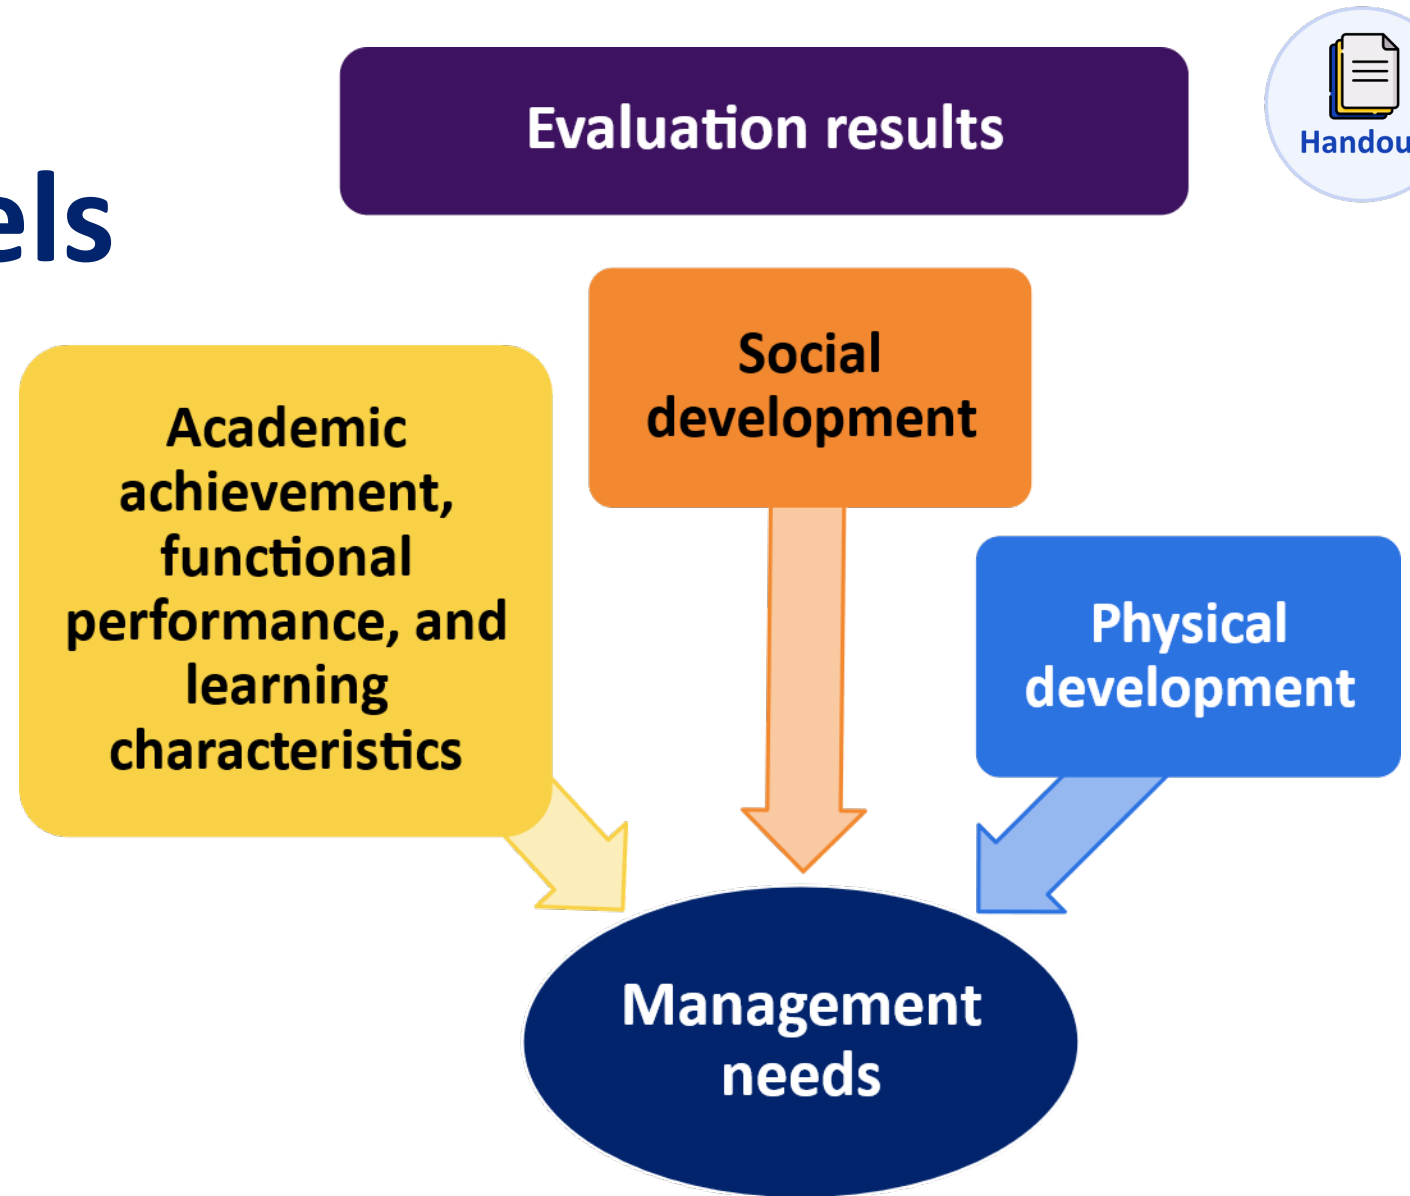 Evaluation results
Handou
els
Social
development
Academic
achievement,
functional
performance, and
learning
characteristics
Physical
development
Management
needs